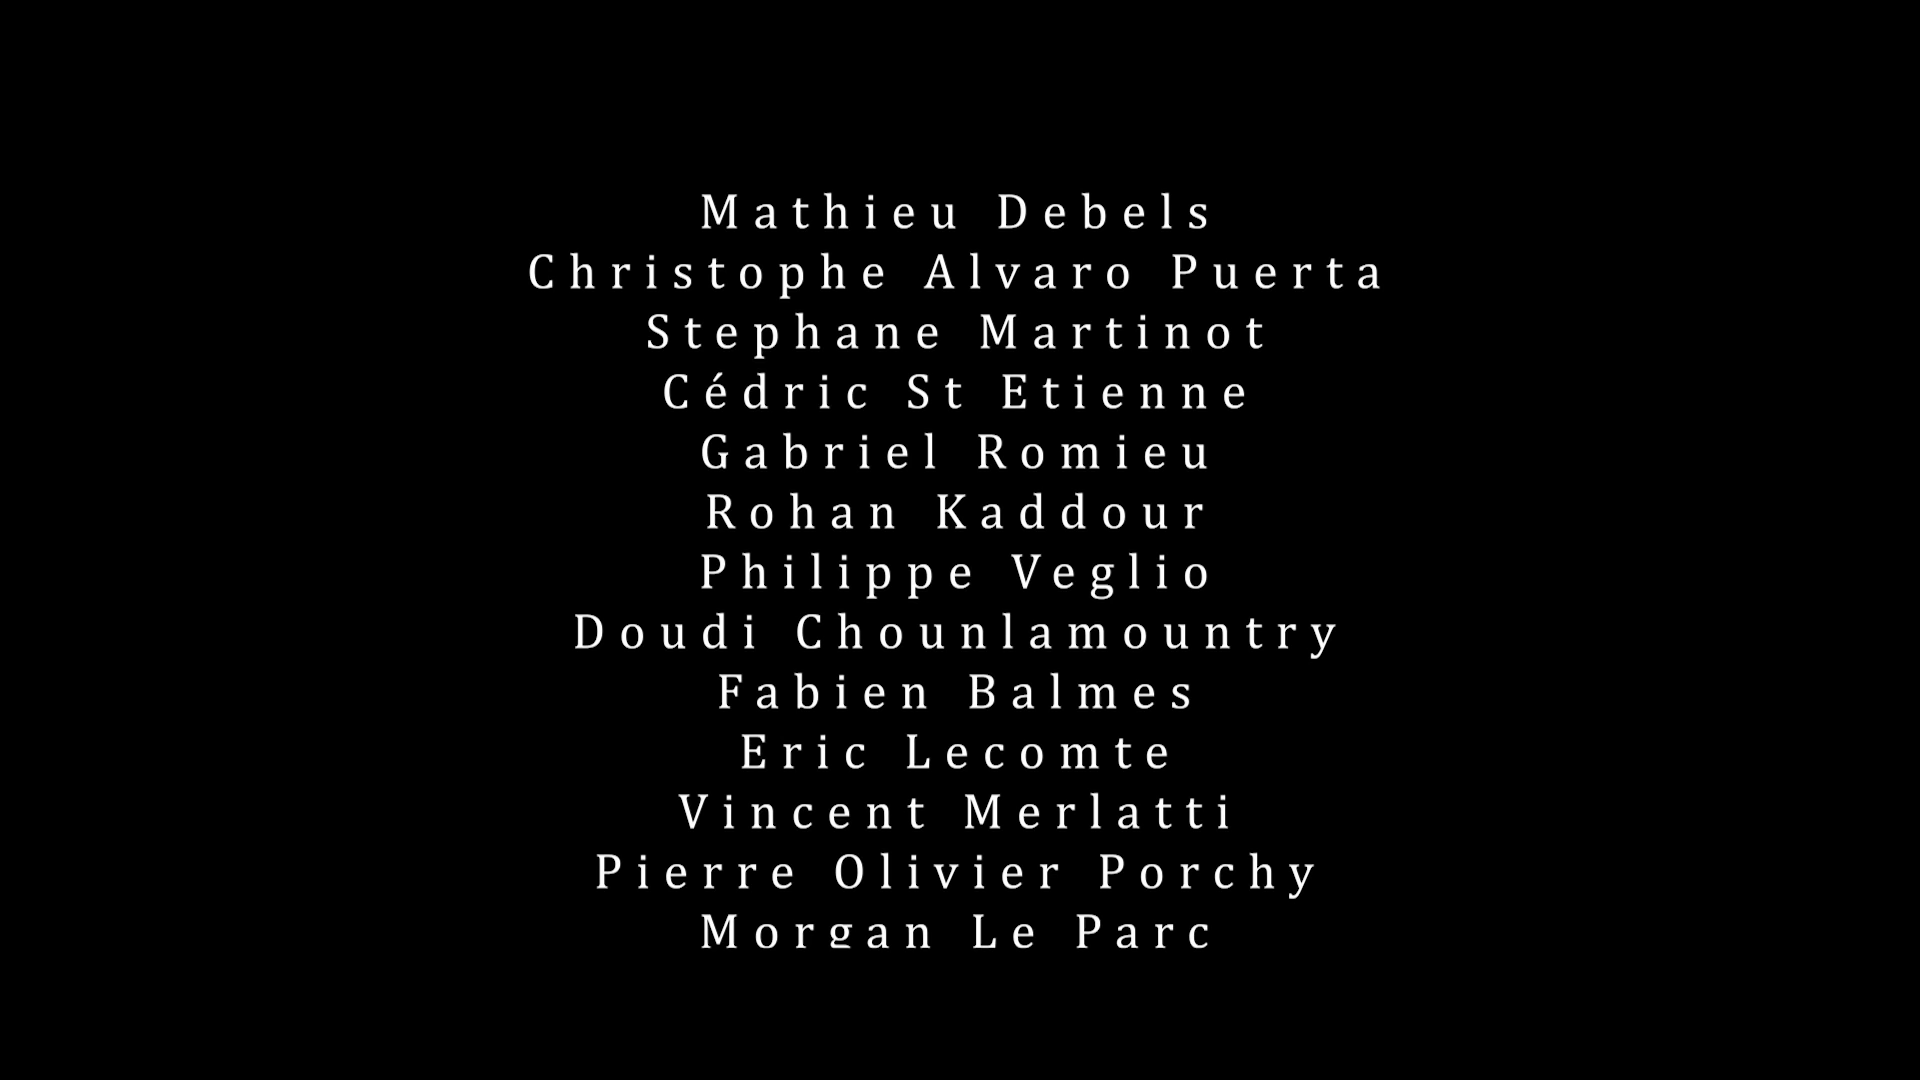 Mathieu Debels
Christophe Alvaro Puerta
Stephane Martinot
Cédric St Etienne
Gabriel Romieu
Rohan Kaddour
Philippe Veglio
Doudi Chounlamountry
Fabien Balmes
Eric Lecomte
Vincent Merlatti
Pierre Olivier Porchy
Morgan Le Parc